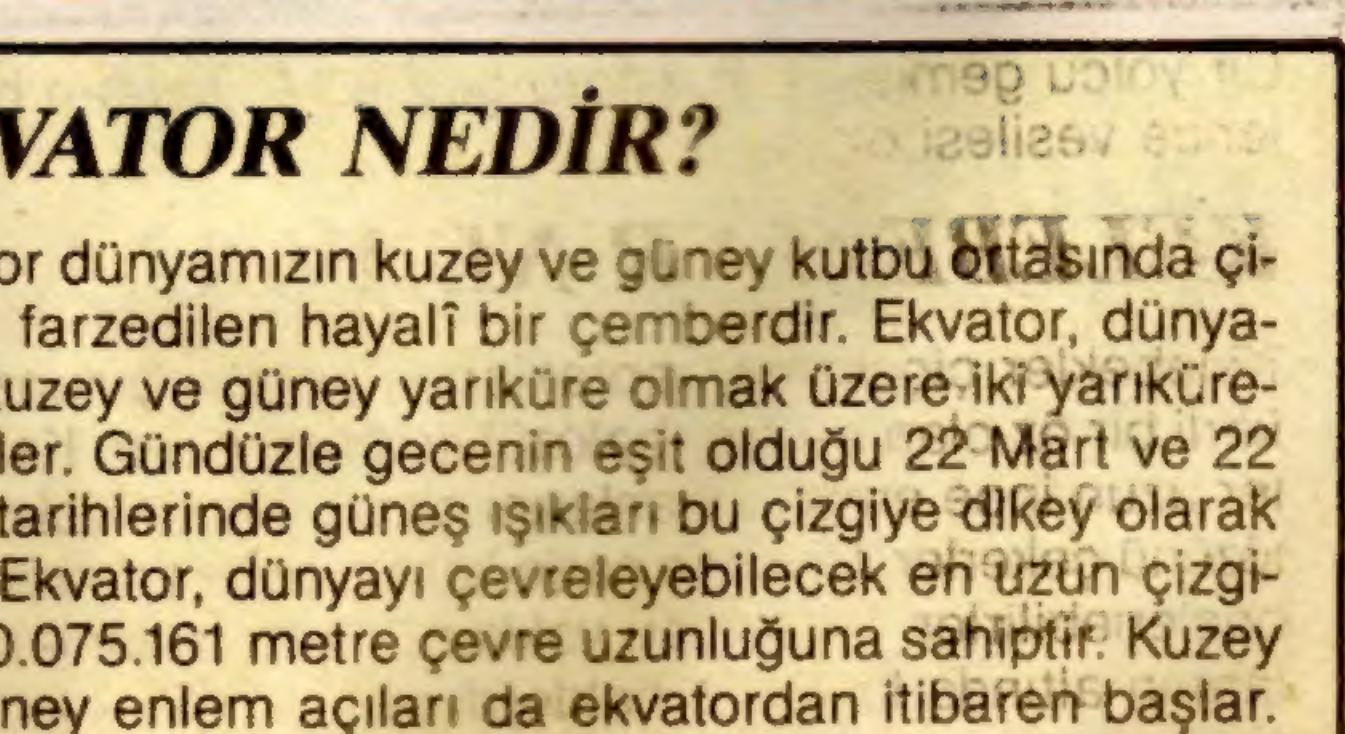 VATOR NEDİR?
or dünyamızın kuzey ve güney kutbu ortasında çi-
farzedilen hayalî bir çemberdir. Ekvator, dünya-
uzey ve güney yarıküre olmak üzere iki yarıküre-
ler. Gündüzle gecenin eşit olduğu 22 Mart ve 22
tarihlerinde güneş ışıkları bu çizgiye dikey olarak
Ekvator, dünyayı çevreleyebilecek en uzun çizgi-
0.075.161 metre çevre uzunluğuna sahiptir. Kuzey
ney enlem açıları da ekvatordan itibaren başlar.